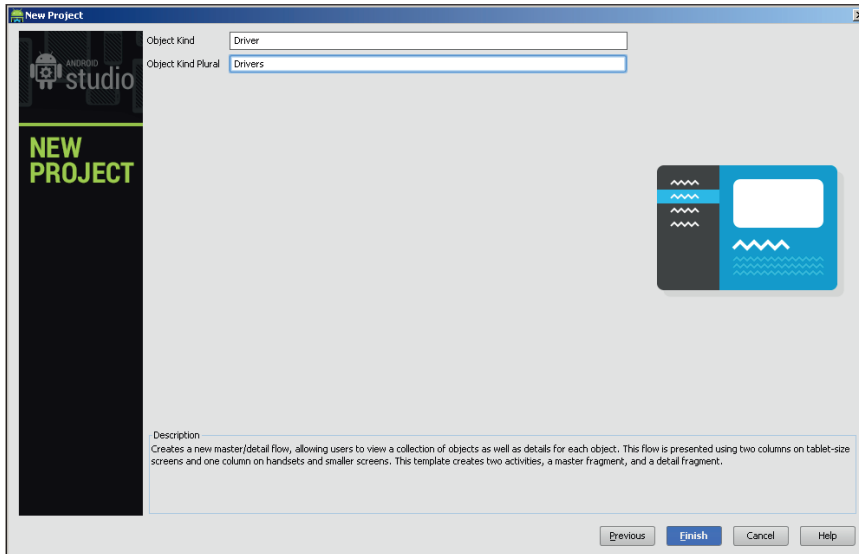 New Project
ANDROID
studio
NEW
PROJECT
Object Kind
Driver
Object Kind Plural
Drivers
Description
Creates a new master/detail flow, allowing users to view a collection of objects as well as details for each object. This flow is presented using two columns on tablet-size
screens and one column on handsets and smaller screens. This template creates two activities, a master fragment, and a detail fragment.
Previous
Finish
Cancel
Help